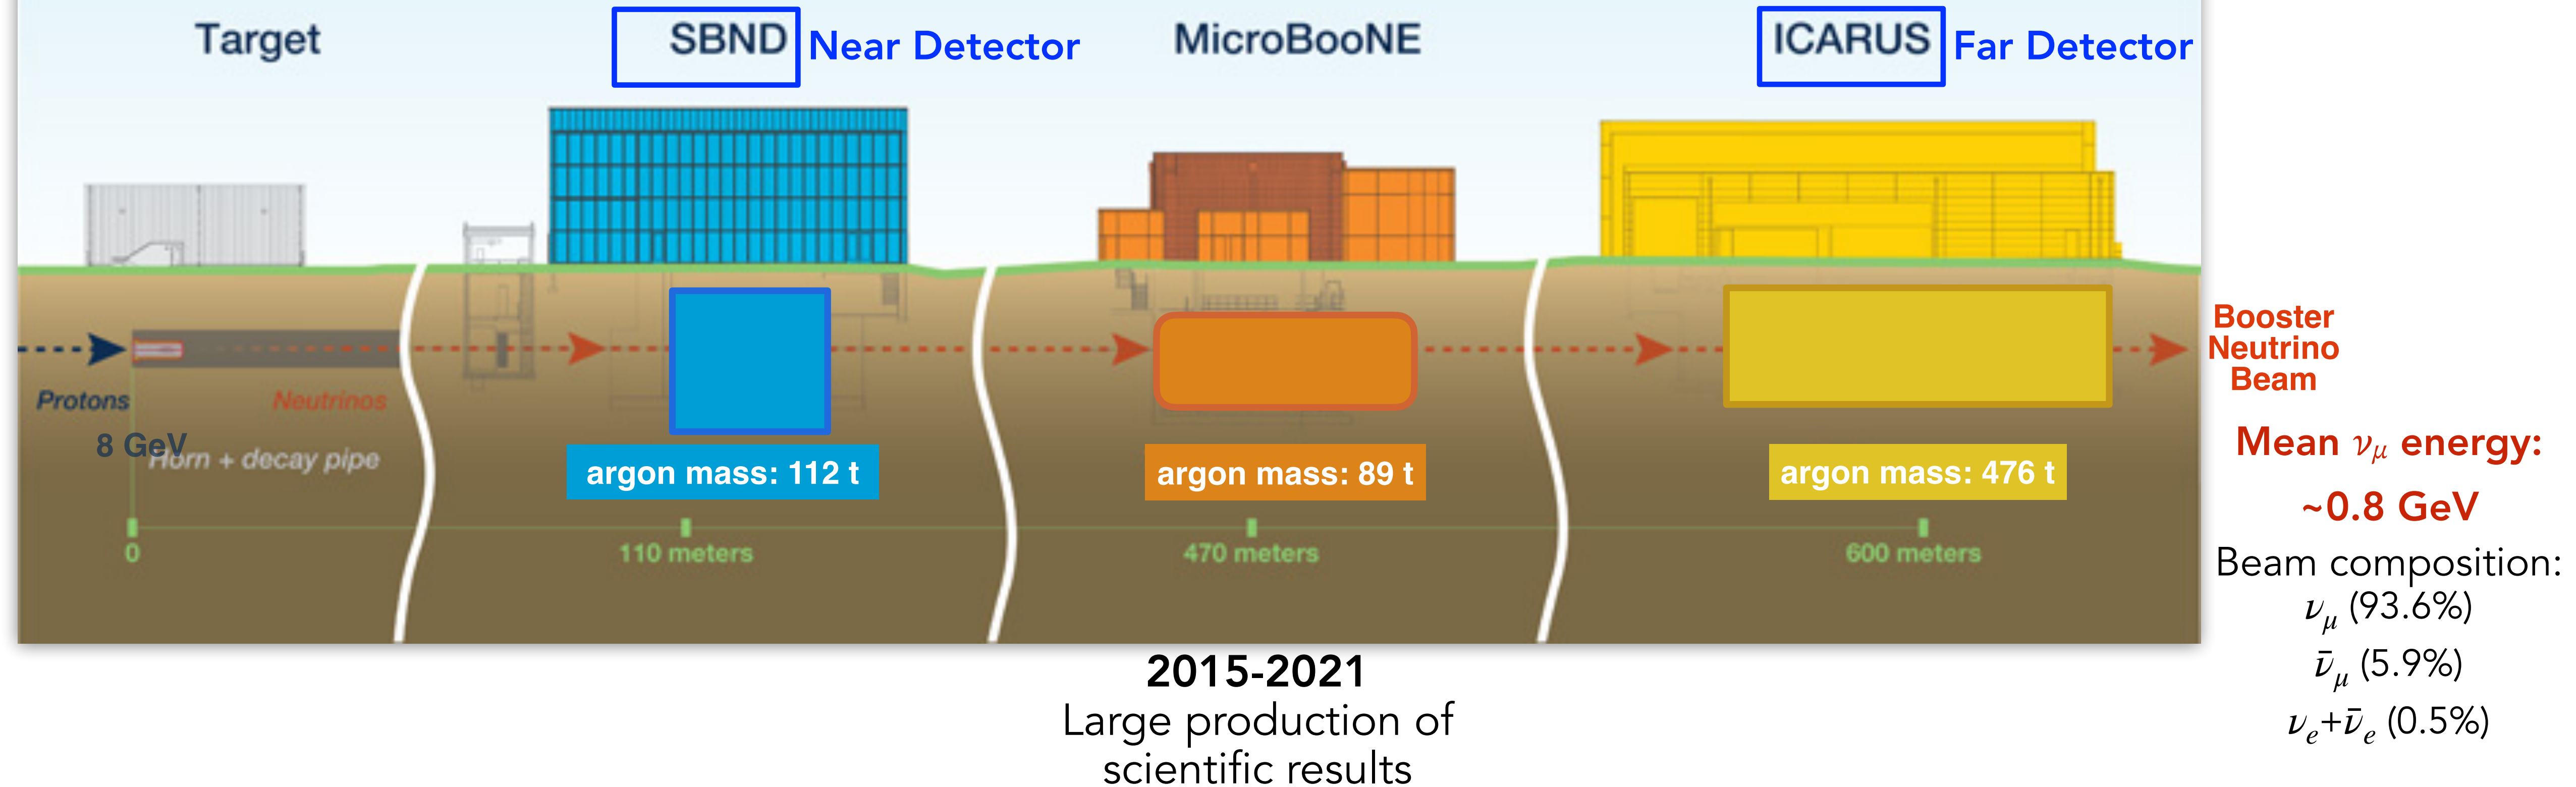 Target
SBND
Near Detector
MicroBooNE
ICARUS
Far Detector
Protons
8 GeV
Neutrinos
Horn + decay pipe
argon mass: 112 t
argon mass: 89 t
argon mass: 476 t
0
110 meters
470 meters
600 meters
Booster
Neutrino
Beam
Mean νμ energy:
~0.8 GeV
Beam composition:
νμ (93.6%)
ν̄μ (5.9%)
νe+ν̄e (0.5%)
2015-2021
Large production of
scientific results